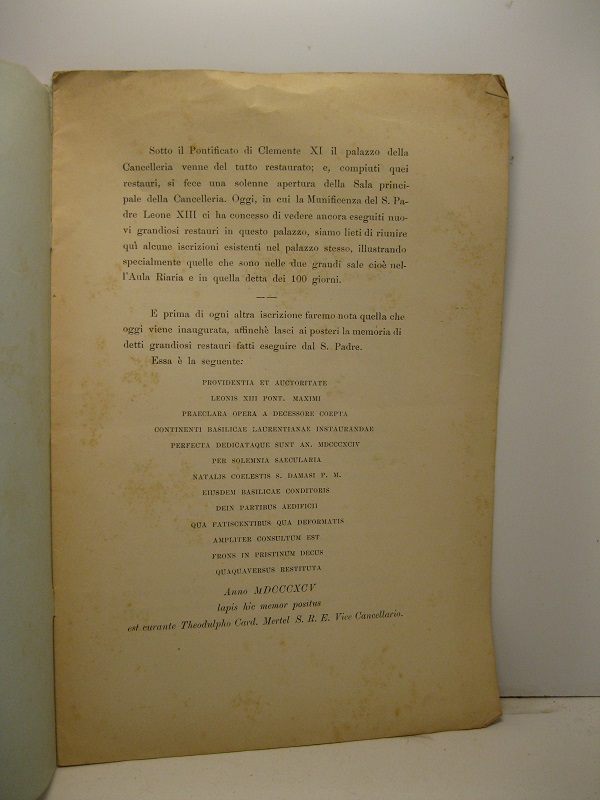 Sotto il Pontificato di Clemente XI il palazzo della
Cancelleria venne del tutto restaurato; e, compiuti quei
restauri, si fece una solenne apertura della Sala princi-
pale della Cancelleria. Oggi, in cui la Munificenza del S. Pa-
dre Leone XIII ci ha concesso di vedere ancora eseguiti nuo-
vi grandiosi restauri in questo palazzo, siamo lieti di riunire
quì alcune iscrizioni esistenti nel palazzo stesso, illustrando
specialmente quelle che sono nelle due grandi sale cioè nel-
l'Aula Riaria e in quella detta dei 100 giorni.
E prima di ogni altra iscrizione faremo nota quella che
oggi viene inaugurata, affinchè lasci ai posteri la memoria di
detti grandiosi restauri fatti eseguire dal S. Padre.
Essa è la seguente:
PROVIDENTIA ET AUCTORITATE
LEONIS XIII PONT. MAXIMI
PRAECLARA OPERA A DECESSORE COEPTA
CONTINENTI BASILICAE LAURENTIANAE INSTAURANDAE
PERFECTA DEDICATAQUE SUNT AN. MDCCCXCIV
PER SOLEMNIA SAECULARIA
NATALIS COELESTIS S. DAMASI P. M.
EIUSDEM BASILICAE CONDITORIS
DEIN PARTIBUS AEDIFICII
QUA FATISCENTIBUS QUA DEFORMATIS
AMPLITER CONSULTUM EST
FRONS IN PRISTINUM DECUS
QUAQUAVERSUS RESTITUTA
Anno MDCCCXCV
lapis hic memor positus
est curante Theodulpho Card. Mertel S. R. E. Vice Cancellario.